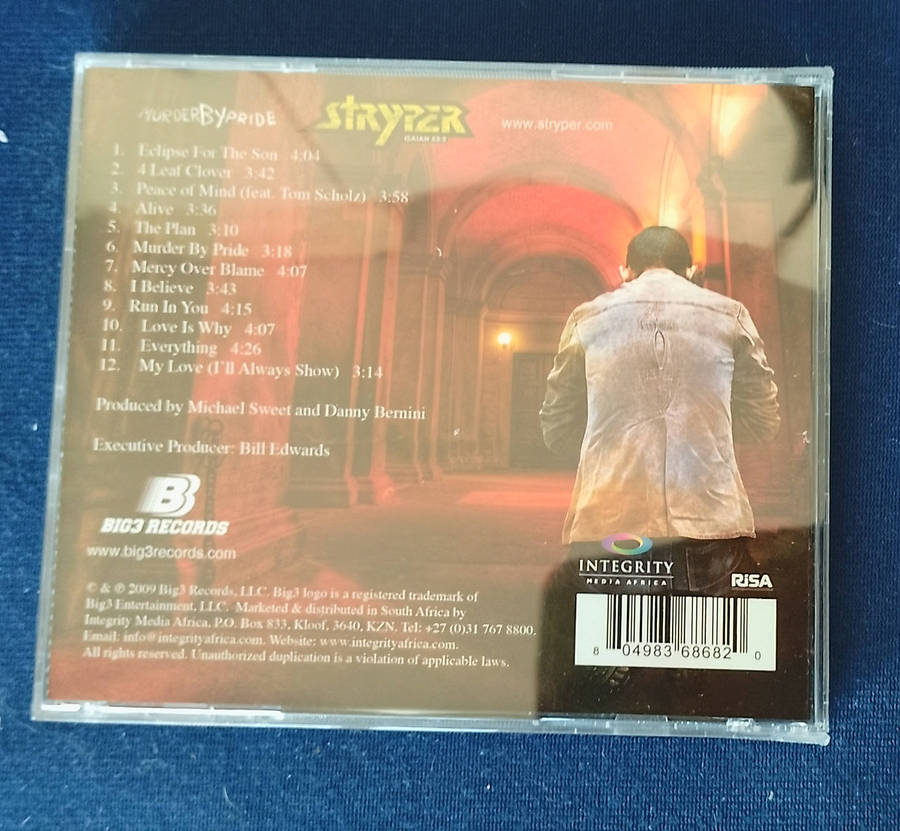 MURDERBYPRIDE
STRYPER
ISAIAH 53:5
www.stryper.com
1. Eclipse For The Son 4:04
2. 4 Leaf Clover 3:42
3. Peace of Mind (feat. Tom Scholz) 3:58
4. Alive 3:36
5. The Plan 3:10
6. Murder By Pride 3:18
7. Mercy Over Blame 4:07
8. I Believe 3:43
9. Run In You 4:15
10. Love Is Why 4:07
11. Everything 4:26
12. My Love (I'll Always Show) 3:14
Produced by Michael Sweet and Danny Bernini
Executive Producer: Bill Edwards
B3
BIG3 RECORDS
www.big3records.com
© & ℗ 2009 Big3 Records, LLC. Big3 logo is a registered trademark of
Big3 Entertainment, LLC. Marketed & distributed in South Africa by
Integrity Media Africa. P.O. Box 833, Kloof, 3640, KZN. Tel: +27 (0)31 767 8800.
Email: info@integrityafrica.com. Website: www.integrityafrica.com.
All rights reserved. Unauthorized duplication is a violation of applicable laws.
INTEGRITY
MEDIA AFRICA
RiSA
8 04983 68682 0